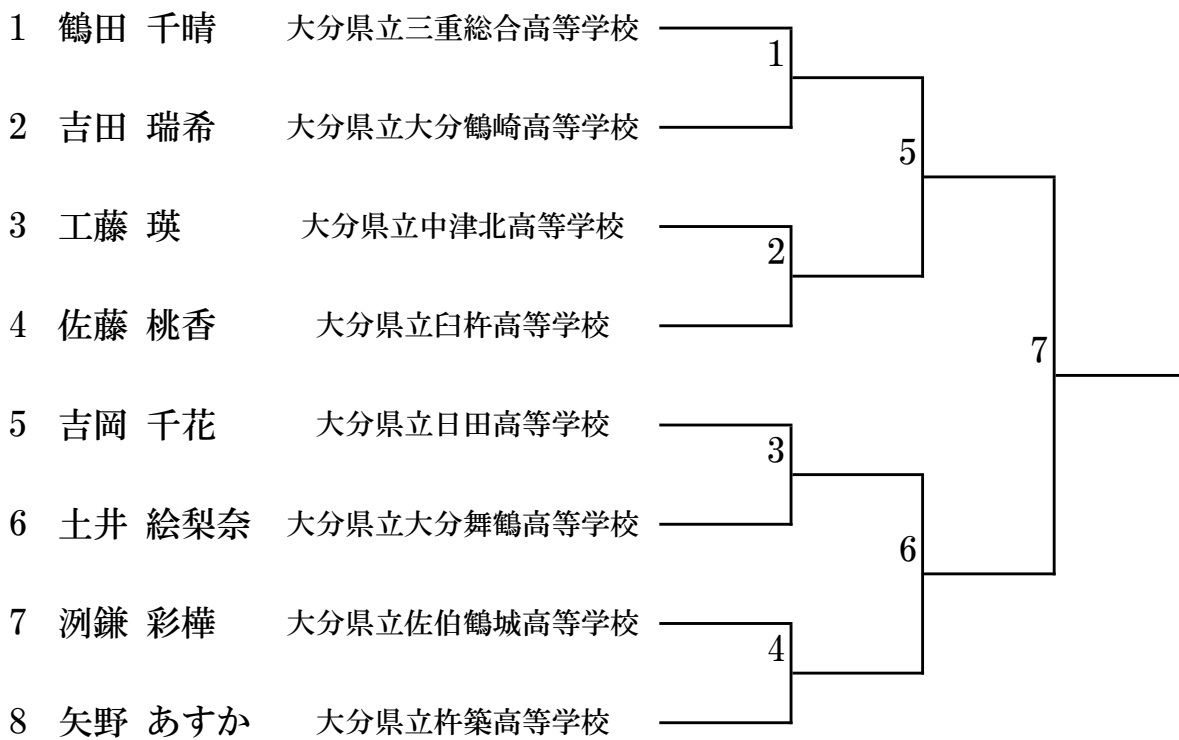 1 鶴田 千晴 大分県立三重総合高等学校
1
2 吉田 瑞希 大分県立大分鶴崎高等学校
5
3 工藤 瑛 大分県立中津北高等学校
2
4 佐藤 桃香 大分県立臼杵高等学校
7
5 吉岡 千花 大分県立日田高等学校
3
6 土井 絵梨奈 大分県立大分舞鶴高等学校
6
7 洌鎌 彩樺 大分県立佐伯鶴城高等学校
4
8 矢野 あすか 大分県立杵築高等学校